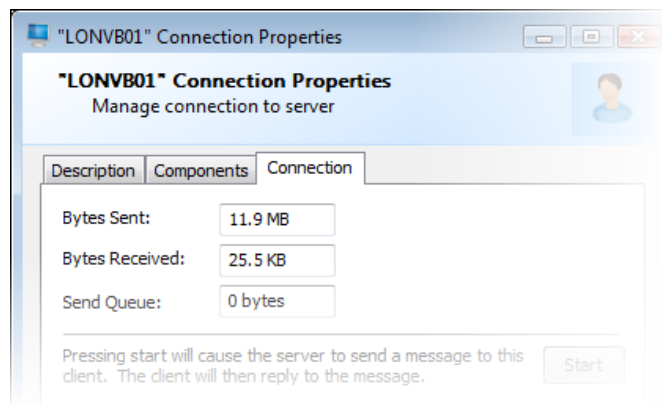 "LONVB01" Connection Properties
"LONVB01" Connection Properties
Manage connection to server
Description Components Connection
Bytes Sent: 11.9 MB
Bytes Received: 25.5 KB
Send Queue: 0 bytes
Pressing start will cause the server to send a message to this
client. The client will then reply to the message.
Start